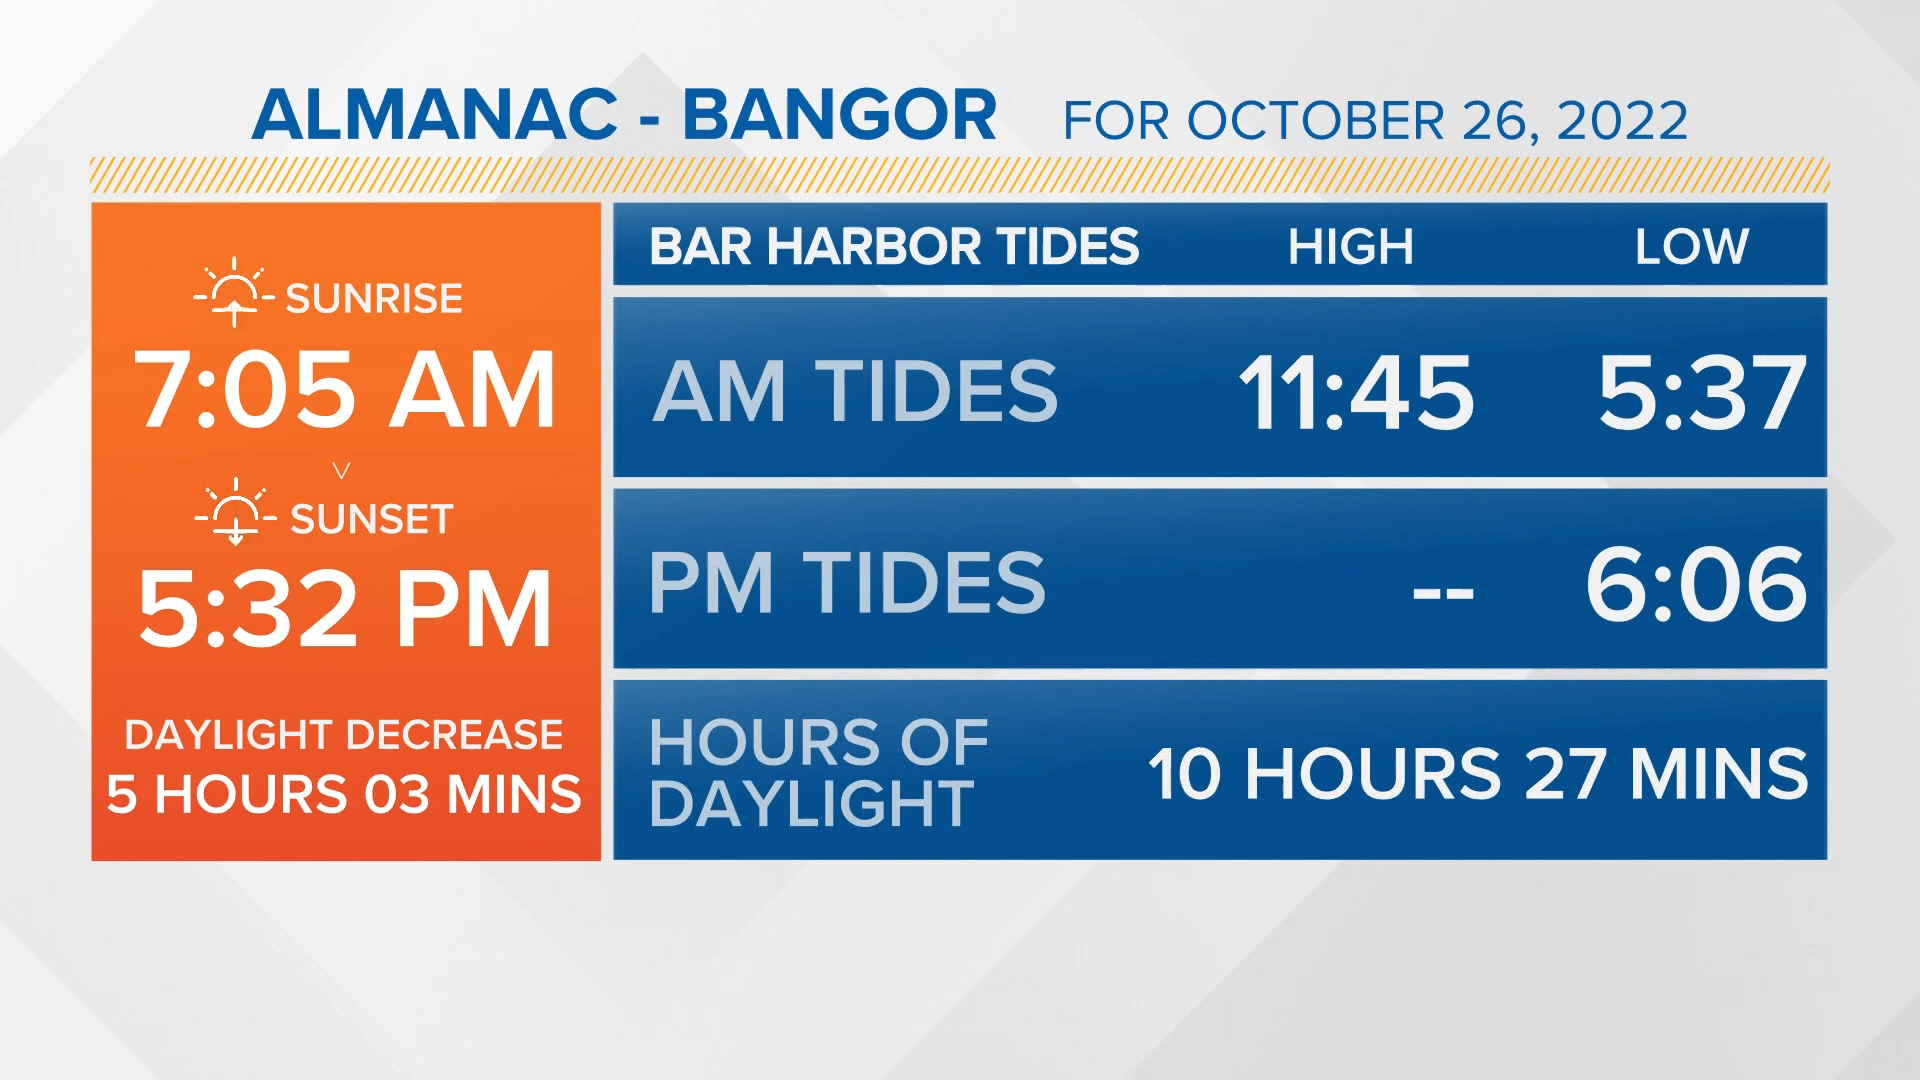 ALMANAC - BANGOR FOR OCTOBER 26, 2022
SUNRISE
7:05 AM
SUNSET
5:32 PM
DAYLIGHT DECREASE
5 HOURS 03 MINS
BAR HARBOR TIDES HIGH LOW
AM TIDES 11:45 5:37
PM TIDES -- 6:06
HOURS OF
DAYLIGHT
10 HOURS 27 MINS